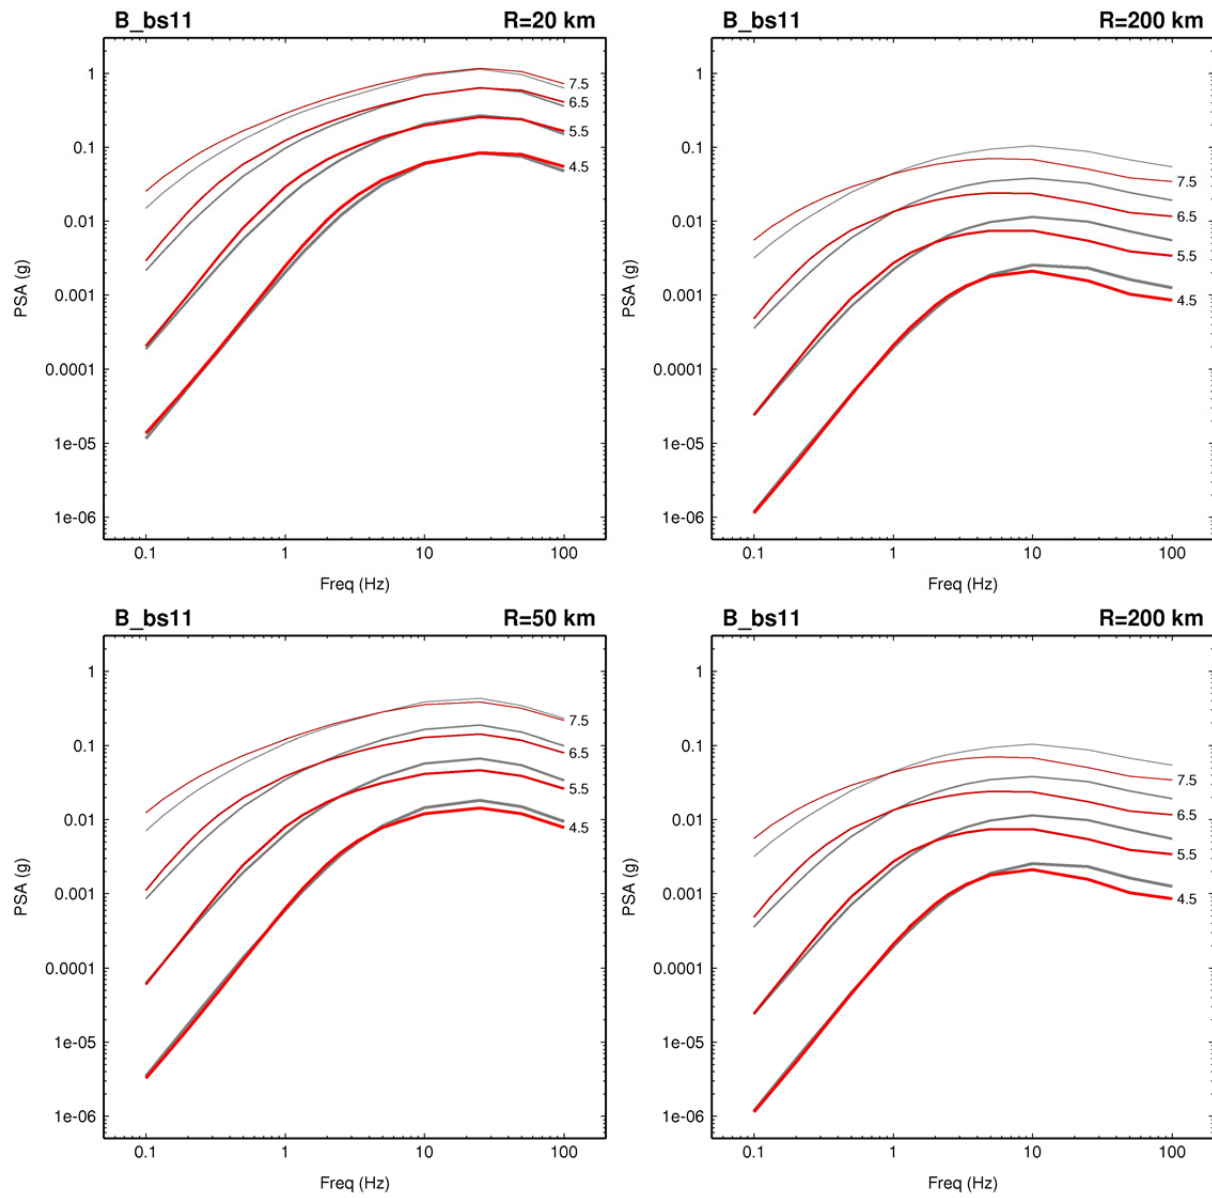 B_bs11 R=20 km
PSA (g)
1
0.1
0.01
0.001
0.0001
1e-05
1e-06
7.5
6.5
5.5
4.5
0.1 1 10 100
Freq (Hz)
B_bs11 R=200 km
PSA (g)
1
0.1
0.01
0.001
0.0001
1e-05
1e-06
7.5
6.5
5.5
4.5
0.1 1 10 100
Freq (Hz)
B_bs11 R=50 km
PSA (g)
1
0.1
0.01
0.001
0.0001
1e-05
1e-06
7.5
6.5
5.5
4.5
0.1 1 10 100
Freq (Hz)
B_bs11 R=200 km
PSA (g)
1
0.1
0.01
0.001
0.0001
1e-05
1e-06
7.5
6.5
5.5
4.5
0.1 1 10 100
Freq (Hz)